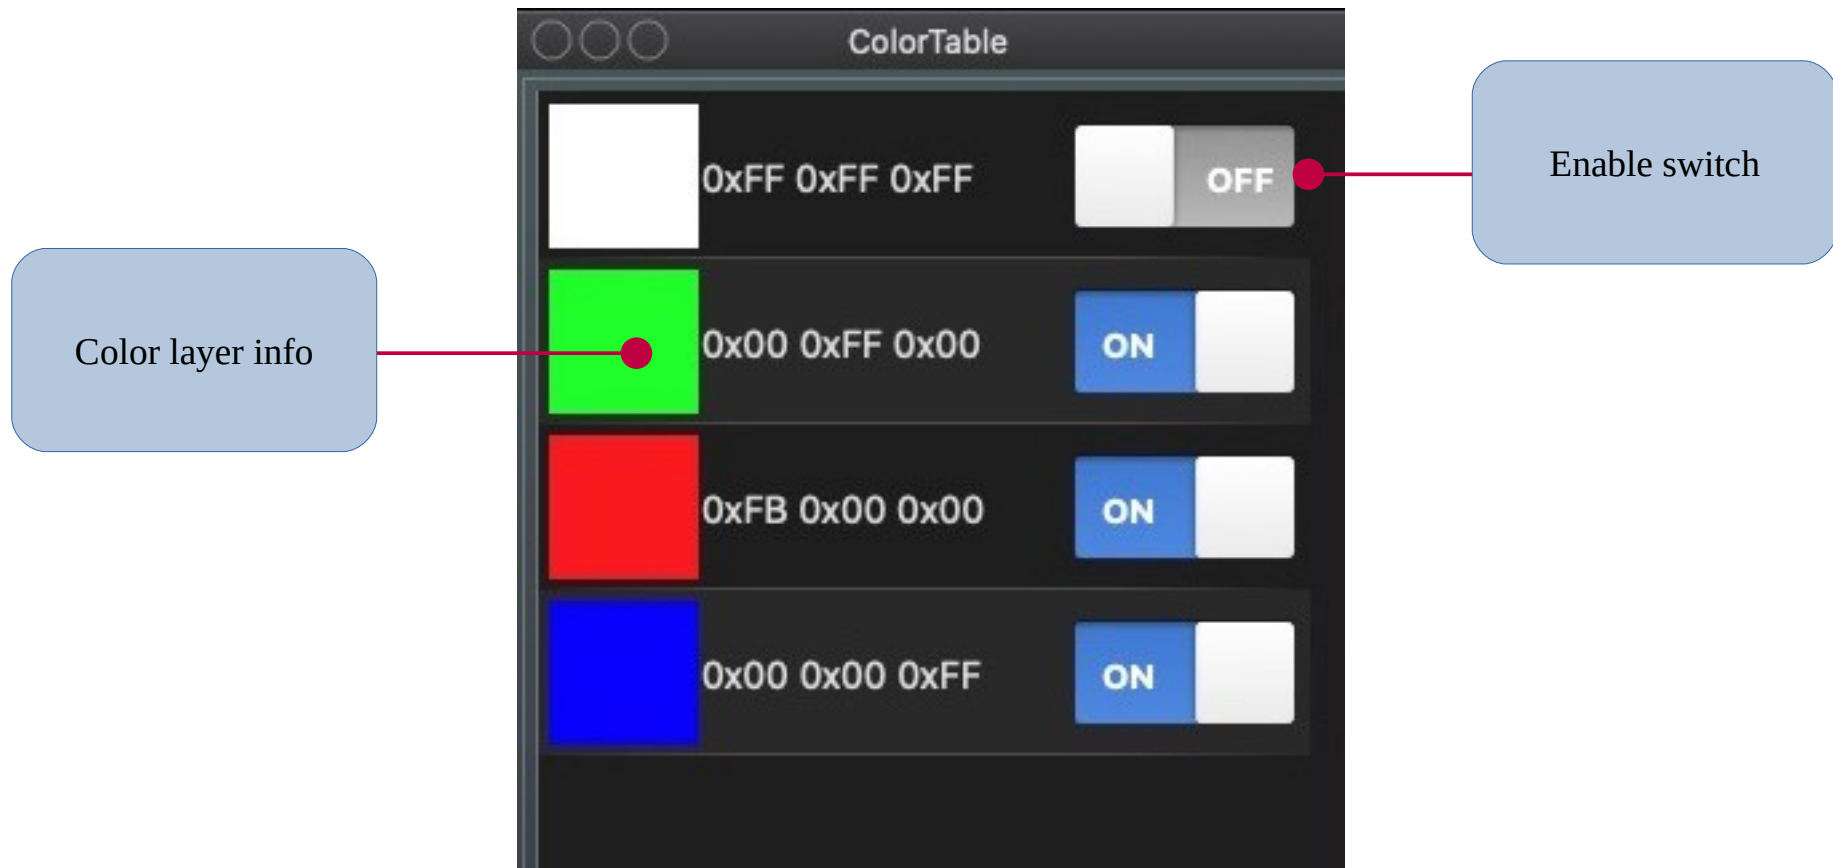 ColorTable
0xFF 0xFF 0xFF
OFF
Enable switch
Color layer info
0x00 0xFF 0x00
ON
0xFB 0x00 0x00
ON
0x00 0x00 0xFF
ON